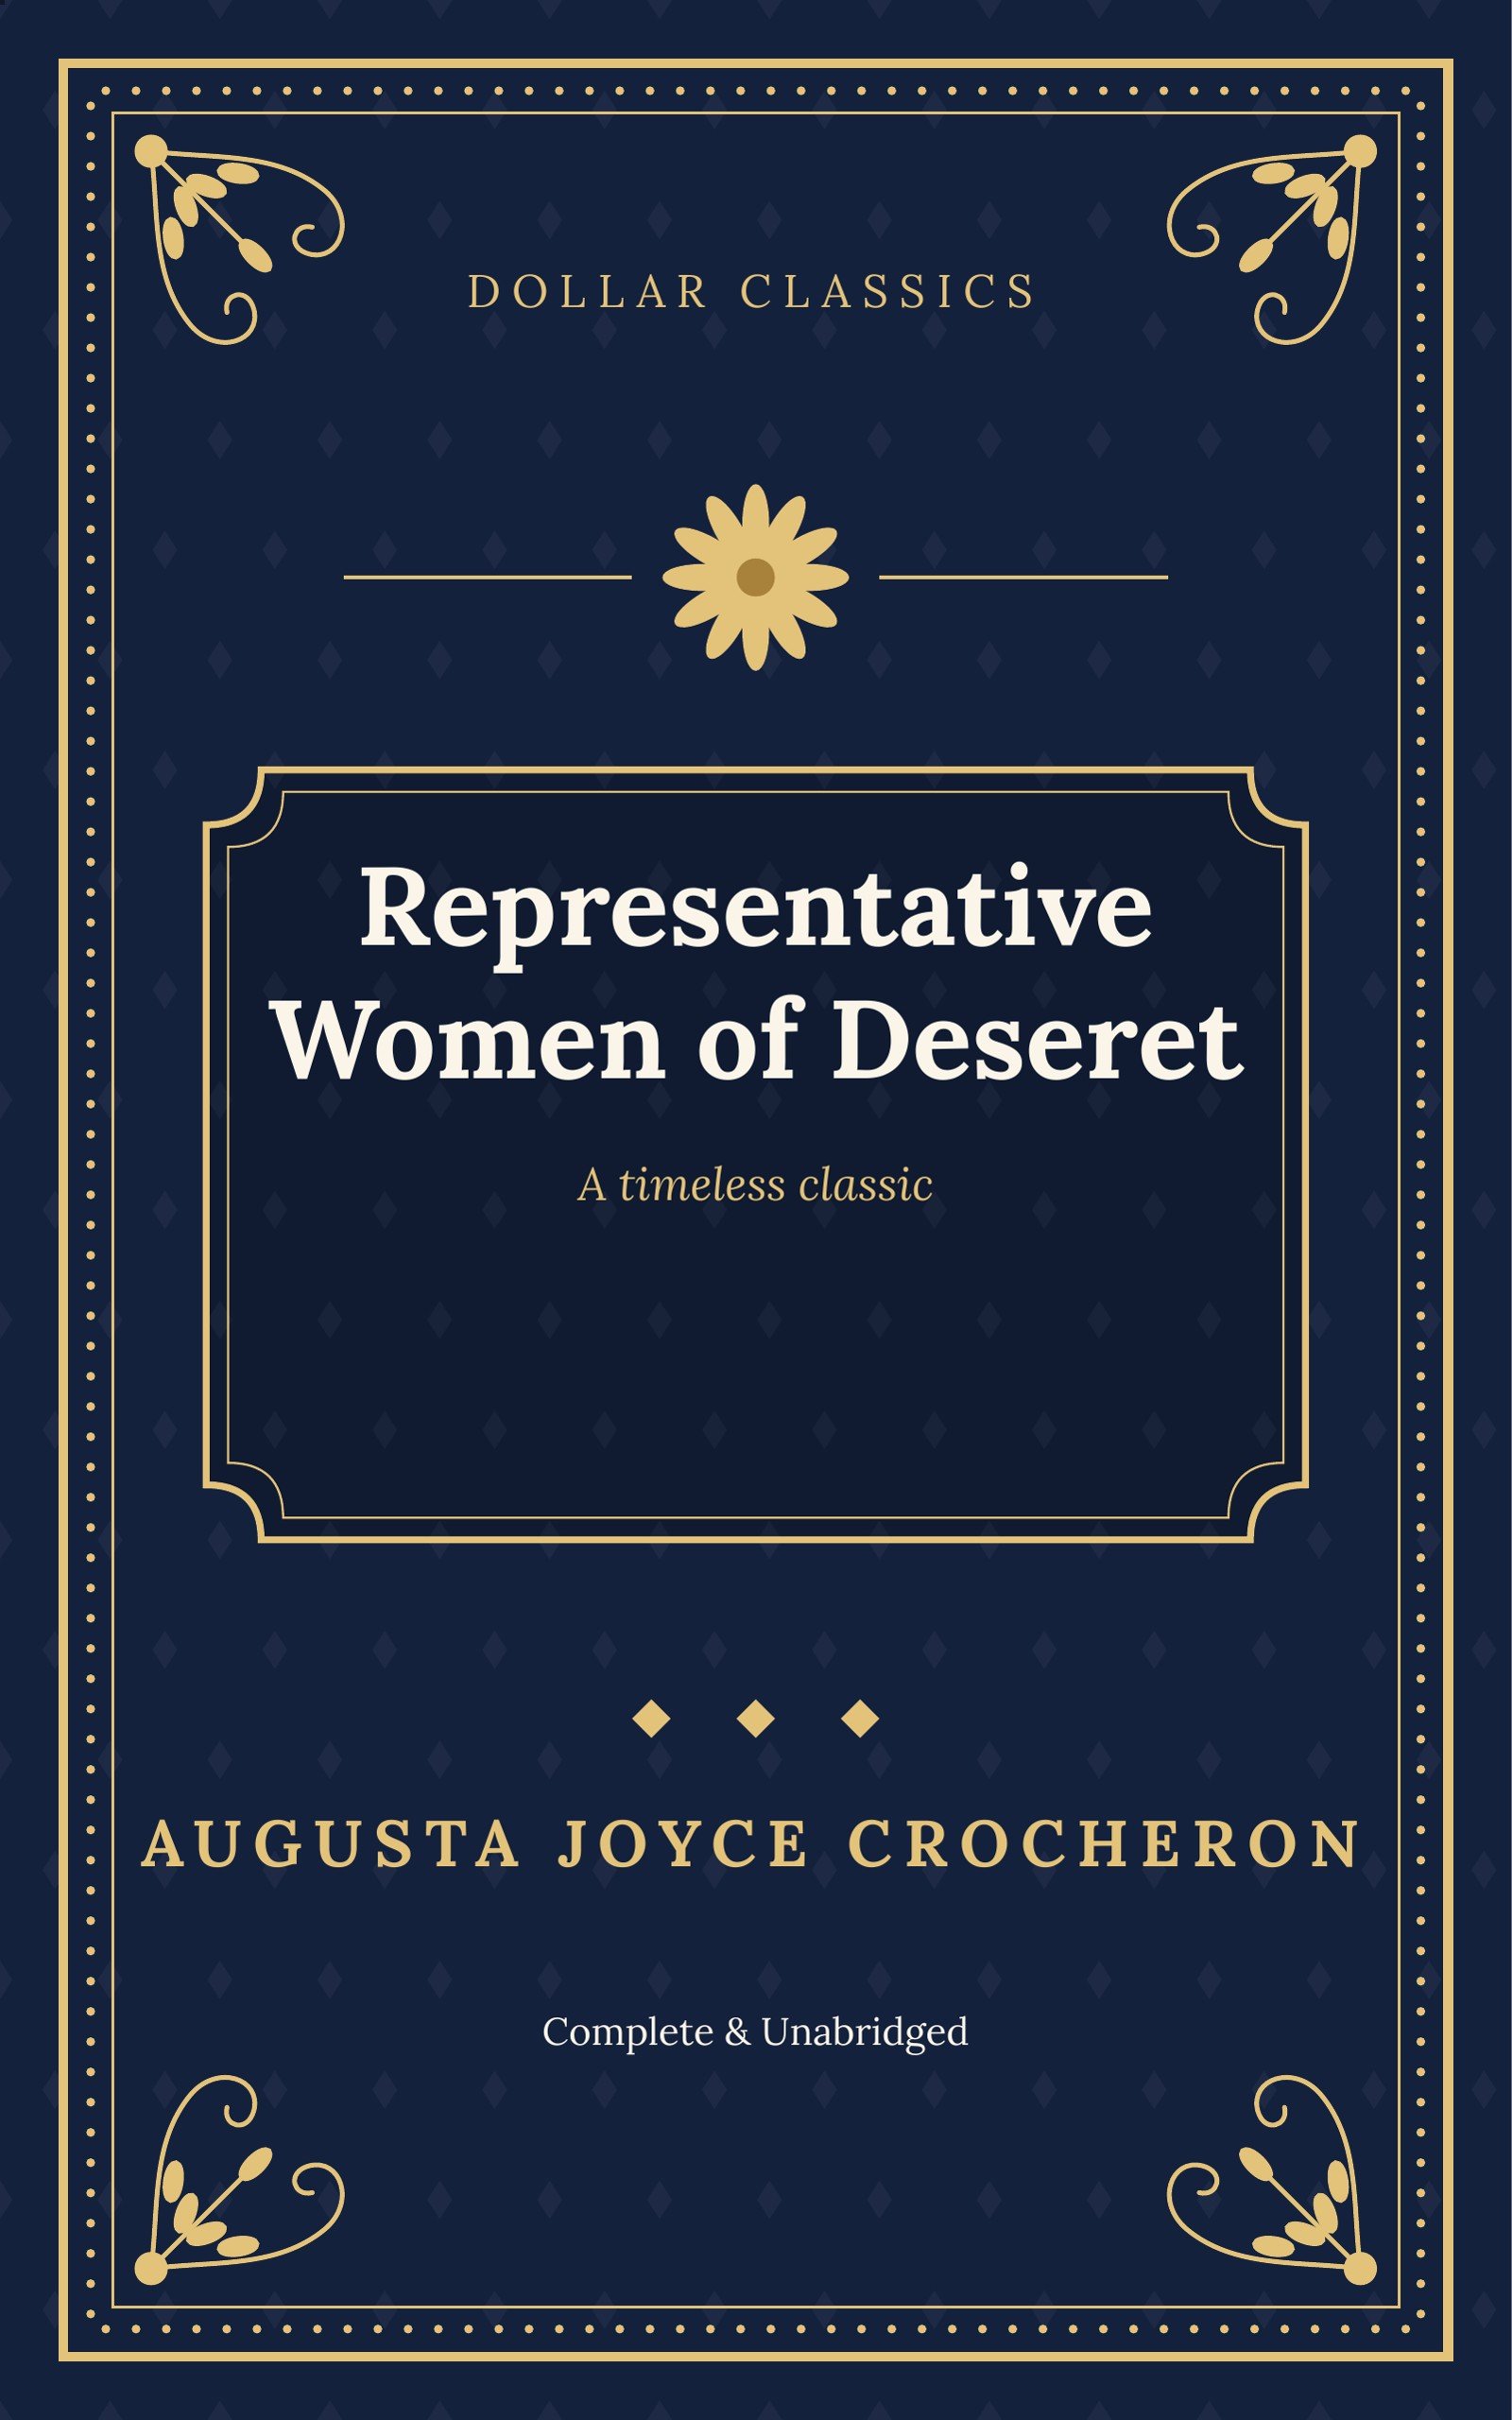 DOLLAR CLASSICS
Representative
Women of Deseret
A timeless classic
AUGUSTA JOYCE CROCHERON
Complete & Unabridged